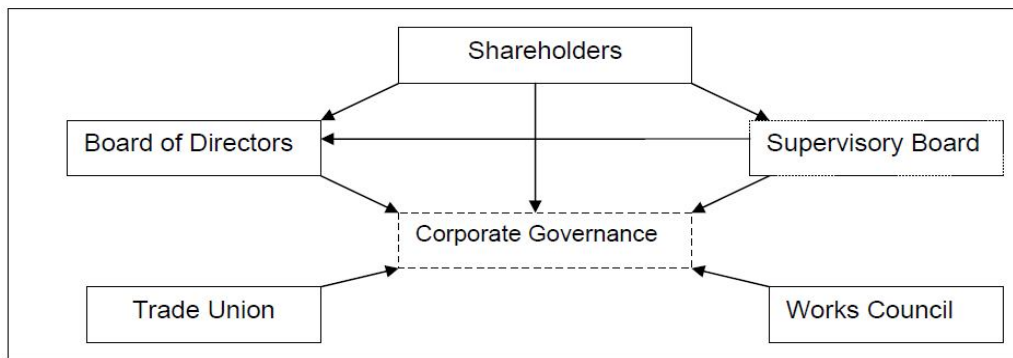 Shareholders
Board of Directors
Supervisory Board
Corporate Governance
Trade Union
Works Council